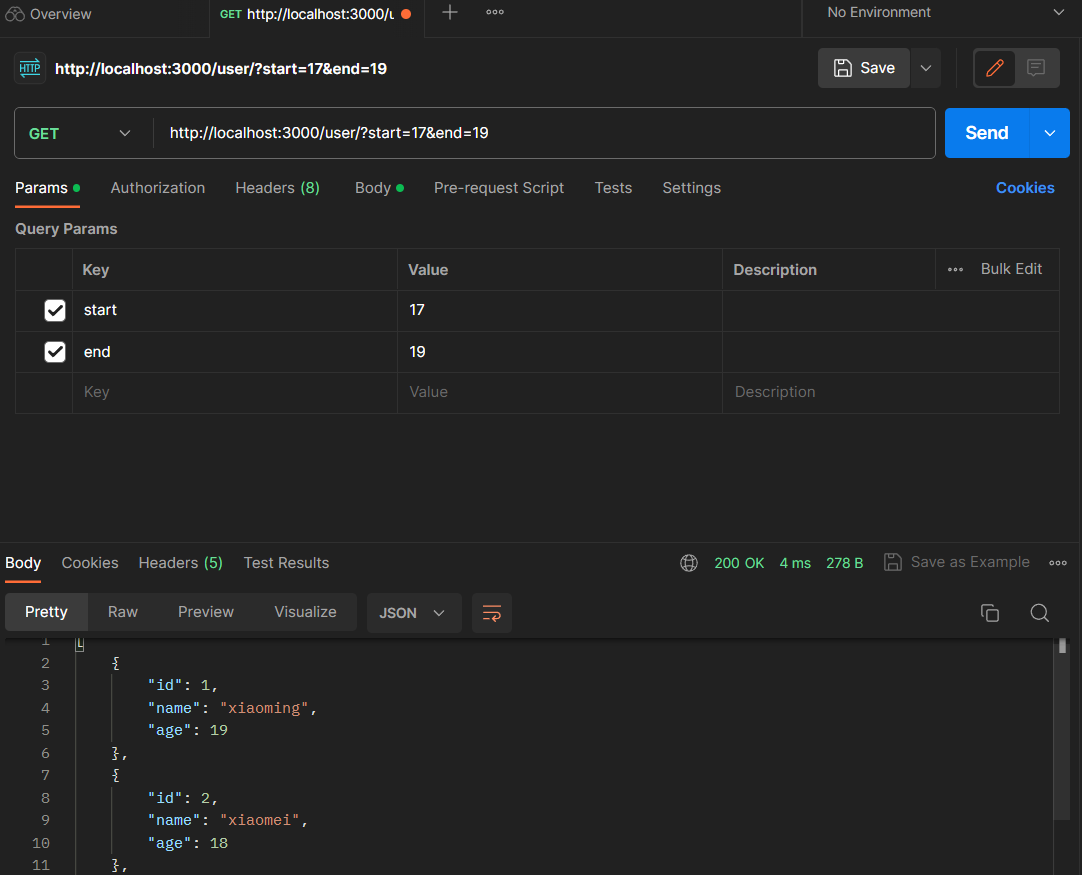 Overview
GET http://localhost:3000/u
No Environment
HTTP http://localhost:3000/user/?start=17&end=19
Save
GET http://localhost:3000/user/?start=17&end=19 Send
Params Authorization Headers (8) Body Pre-request Script Tests Settings Cookies
Query Params
Key Value Description Bulk Edit
start 17
end 19
Key Value Description
Body Cookies Headers (5) Test Results 200 OK 4 ms 278 B Save as Example
Pretty Raw Preview Visualize JSON
1 [
2 {
3 "id": 1,
4 "name": "xiaoming",
5 "age": 19
6 },
7 {
8 "id": 2,
9 "name": "xiaomei",
10 "age": 18
11 },